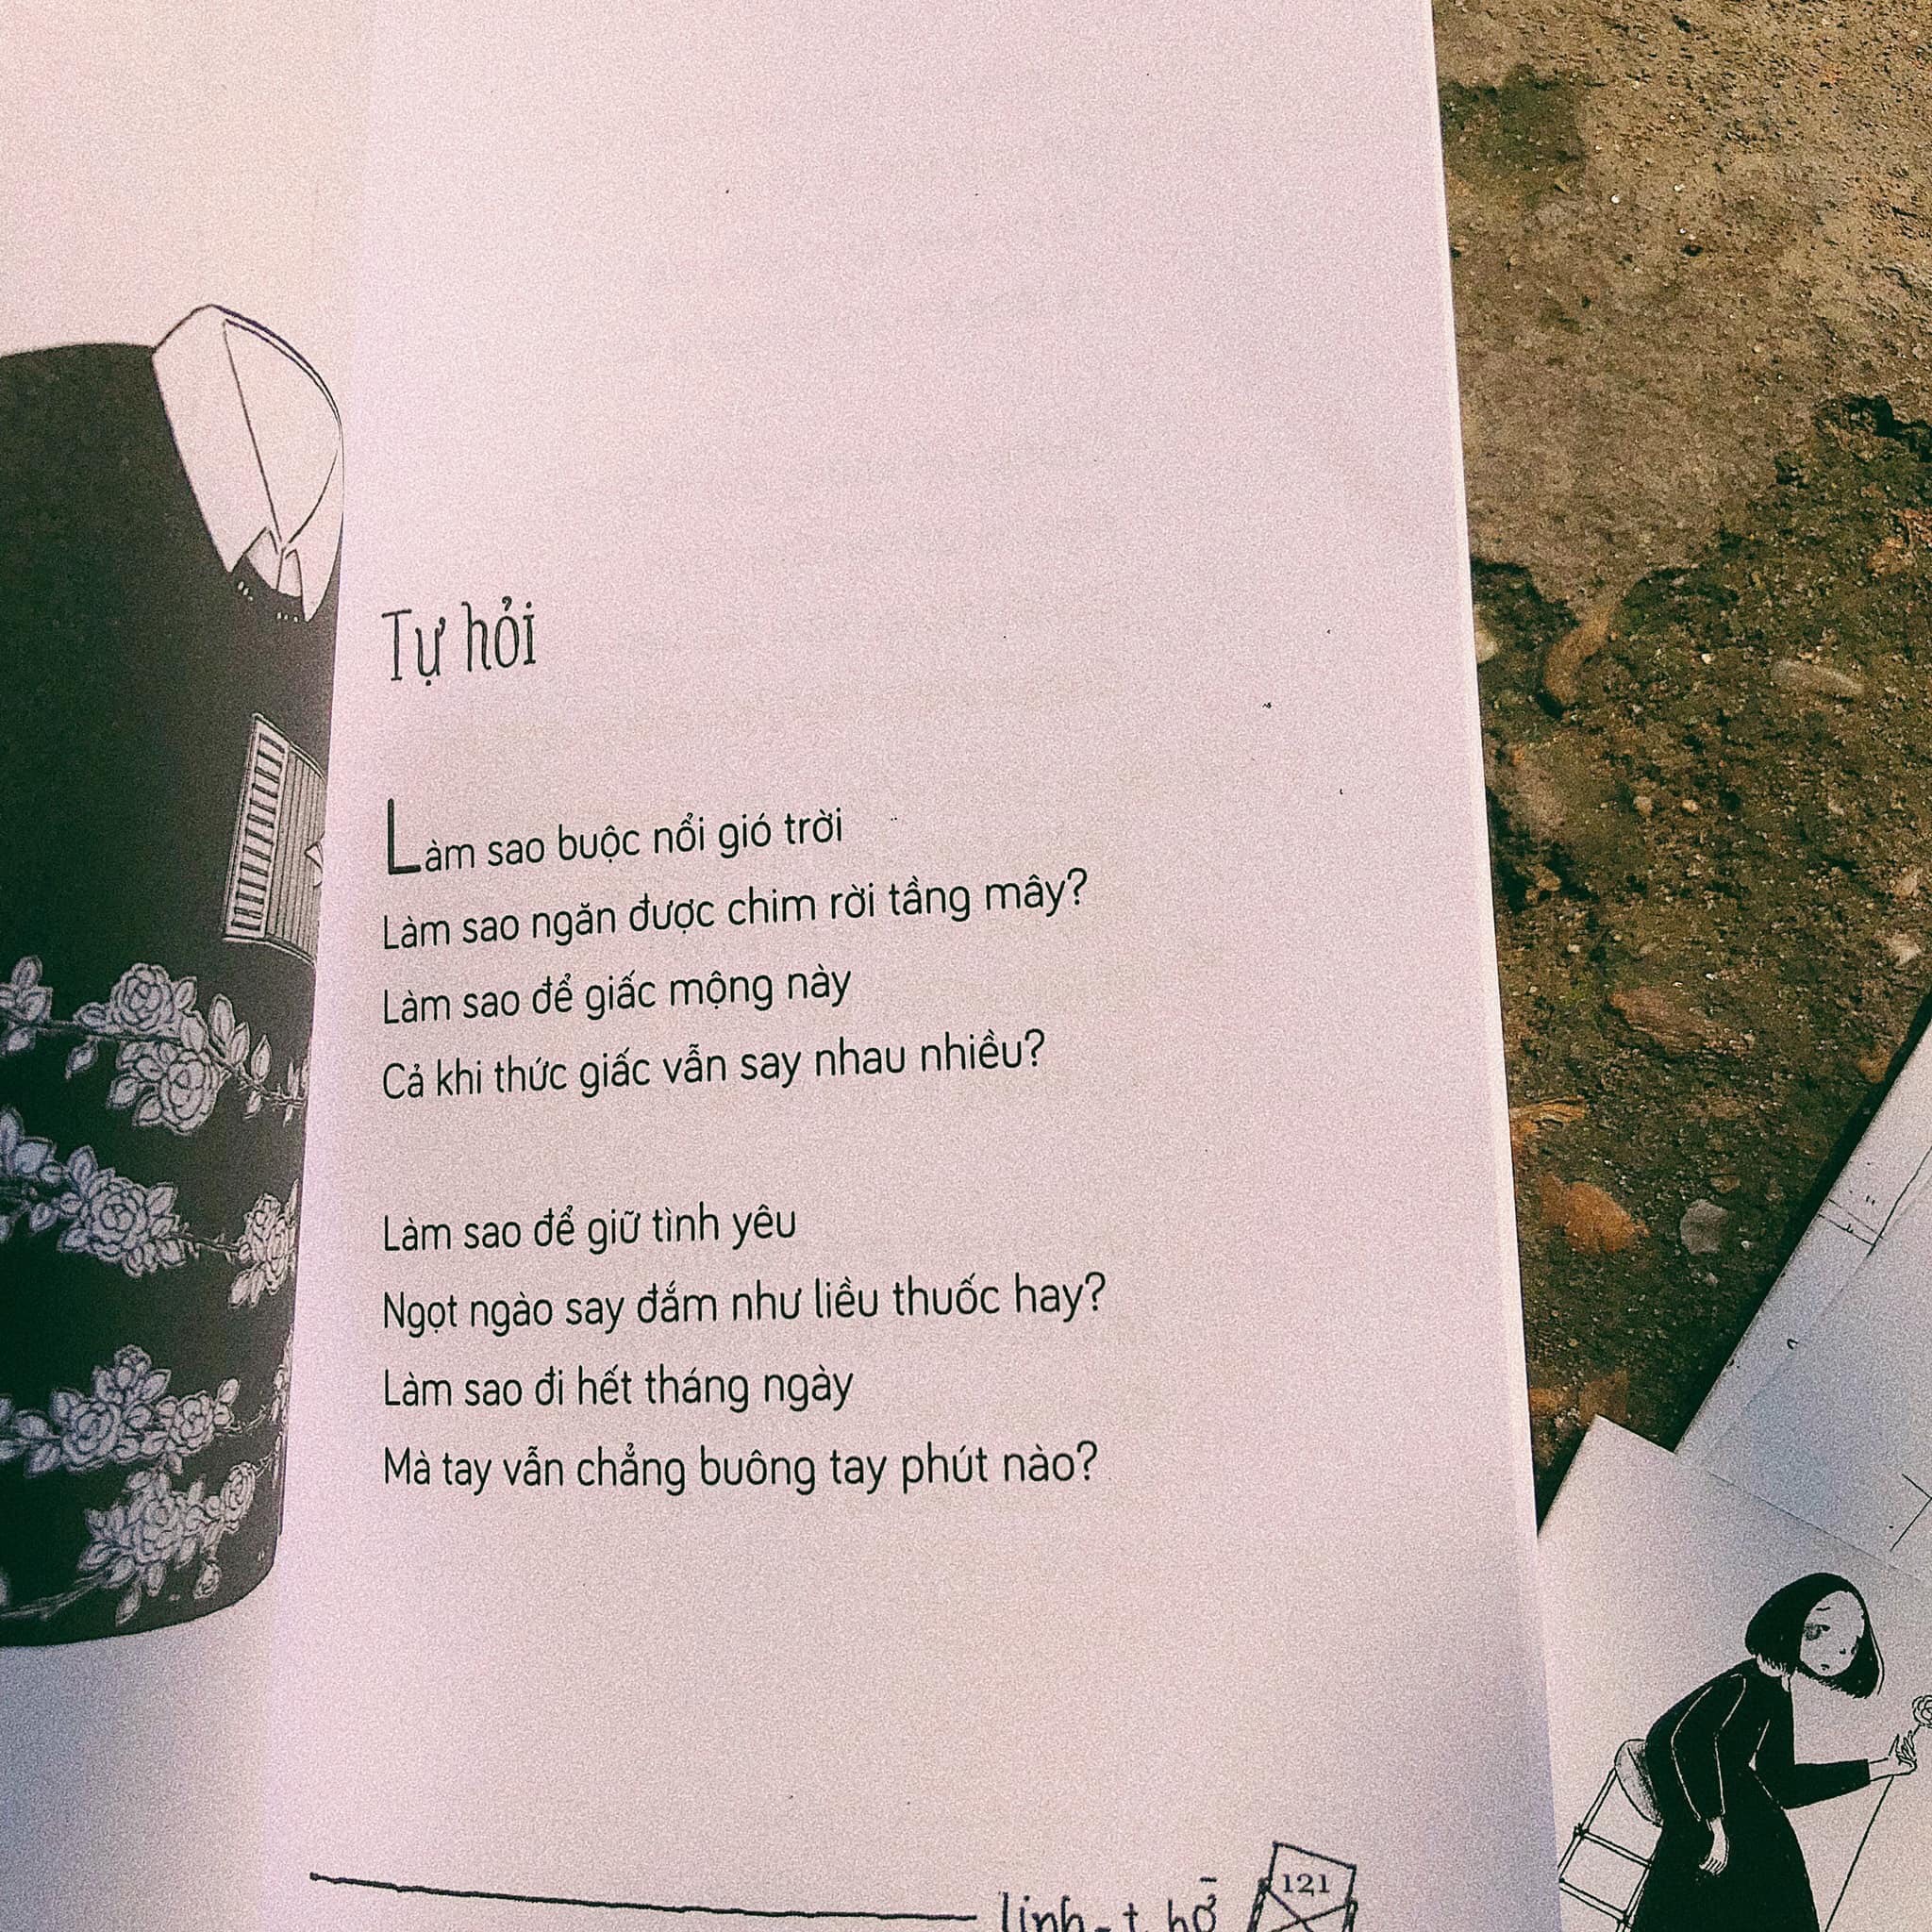 Tự hỏi
Làm sao buộc nổi gió trời
Làm sao ngăn được chim rời tầng mây?
Làm sao để giấc mộng này
Cả khi thức giấc vẫn say nhau nhiều?
Làm sao để giữ tình yêu
Ngọt ngào say đắm như liều thuốc hay?
Làm sao đi hết tháng ngày
Mà tay vẫn chẳng buông tay phút nào?
121